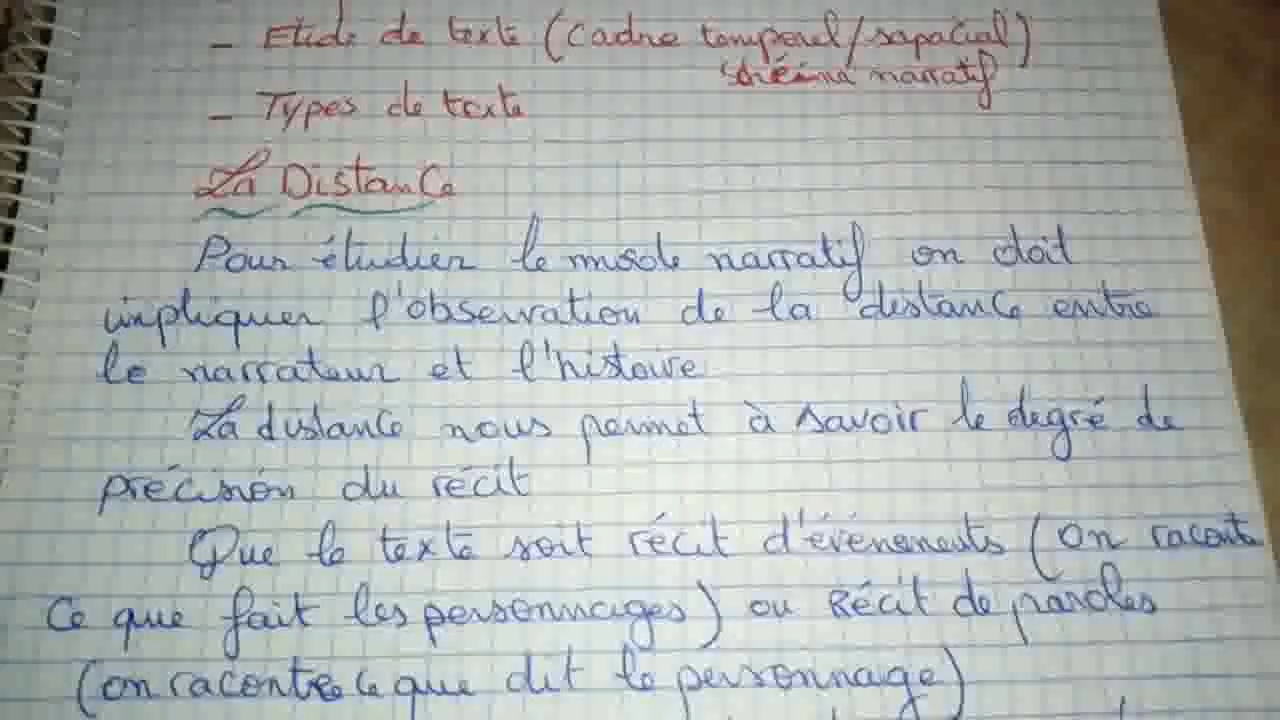 - Etude de texte (Cadre temporel/sapacial)
schéma narratif
- Types de texte
La Distance
Pour étudier le mode narratif on doit
impliquer l'observation de la distance entre
le narrateur et l'histoire
La distance nous permet à savoir le degré de
précision du récit
Que le texte soit récit d'événements (on raconte
ce que fait les personnages) ou Récit de paroles
(on racontre ce que dit le personnage)